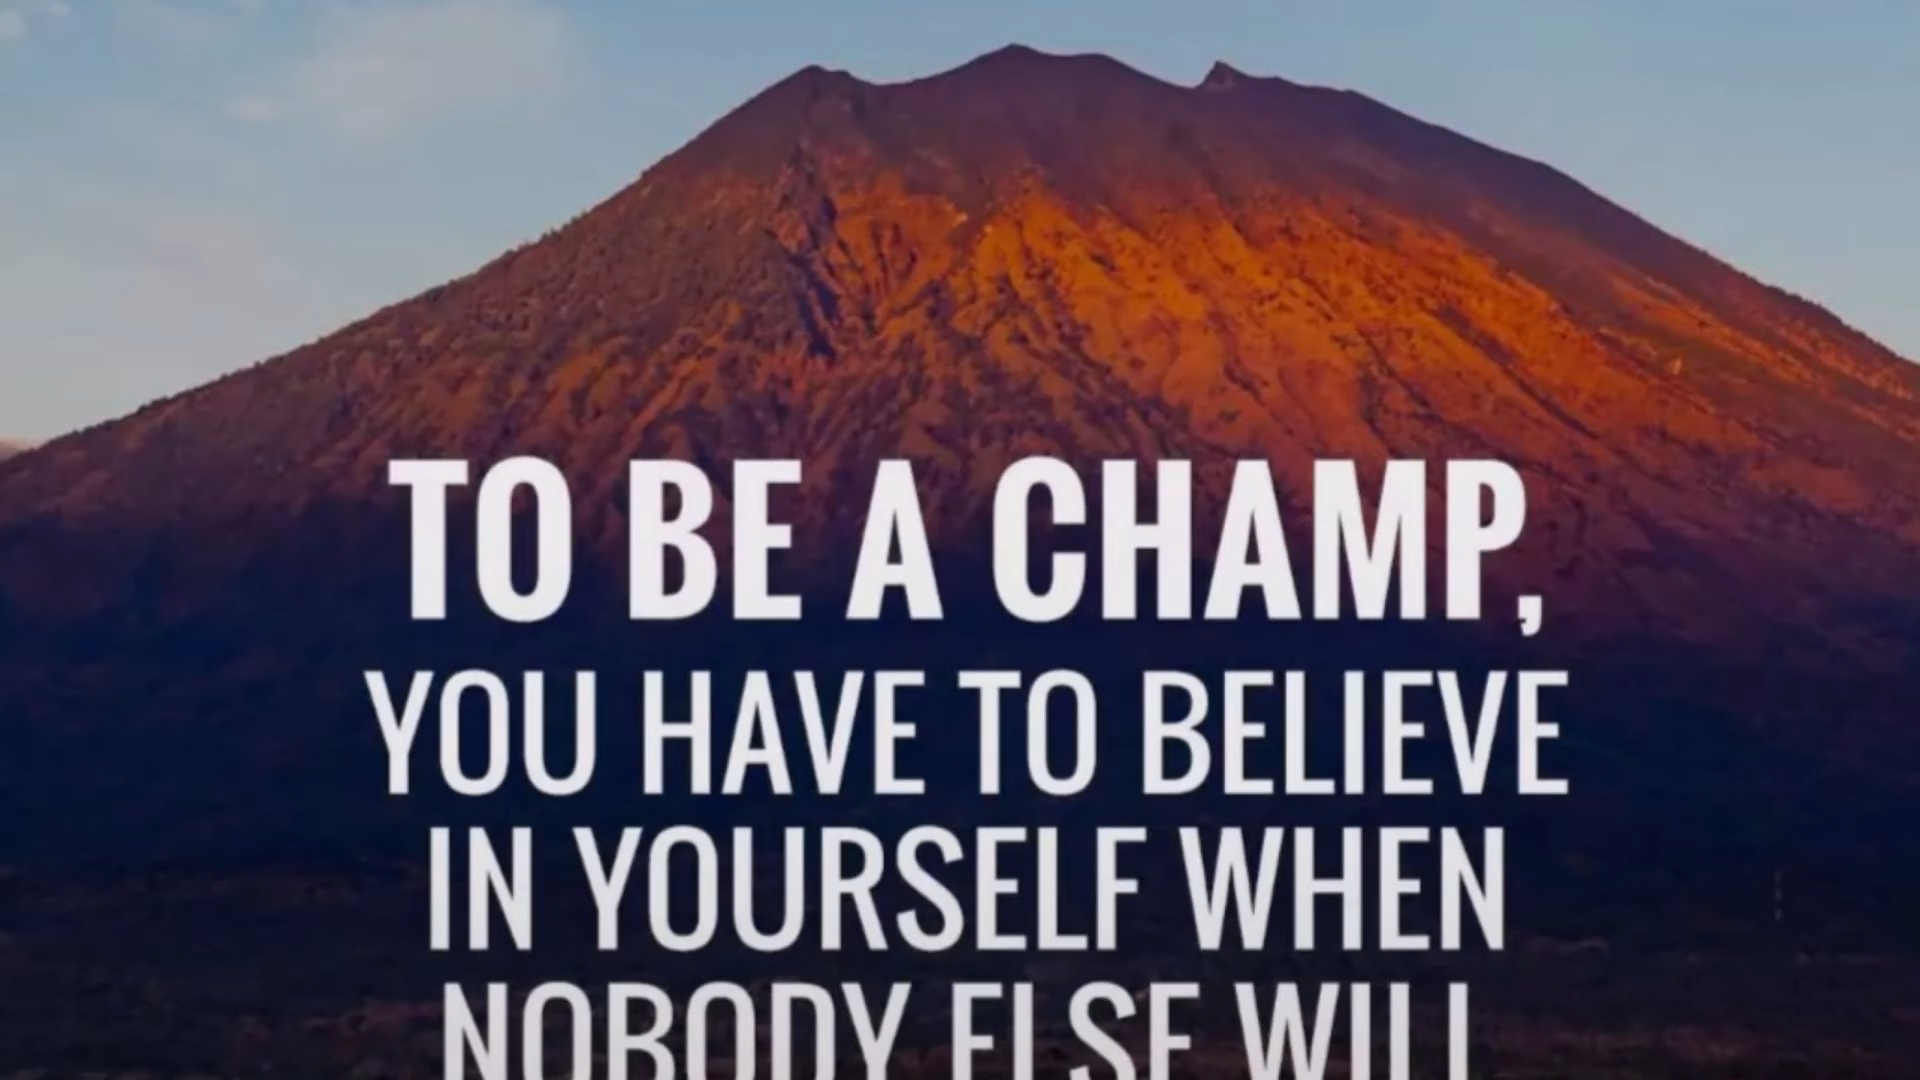 TO BE A CHAMP,
YOU HAVE TO BELIEVE
IN YOURSELF WHEN
NOBODY ELSE WILL